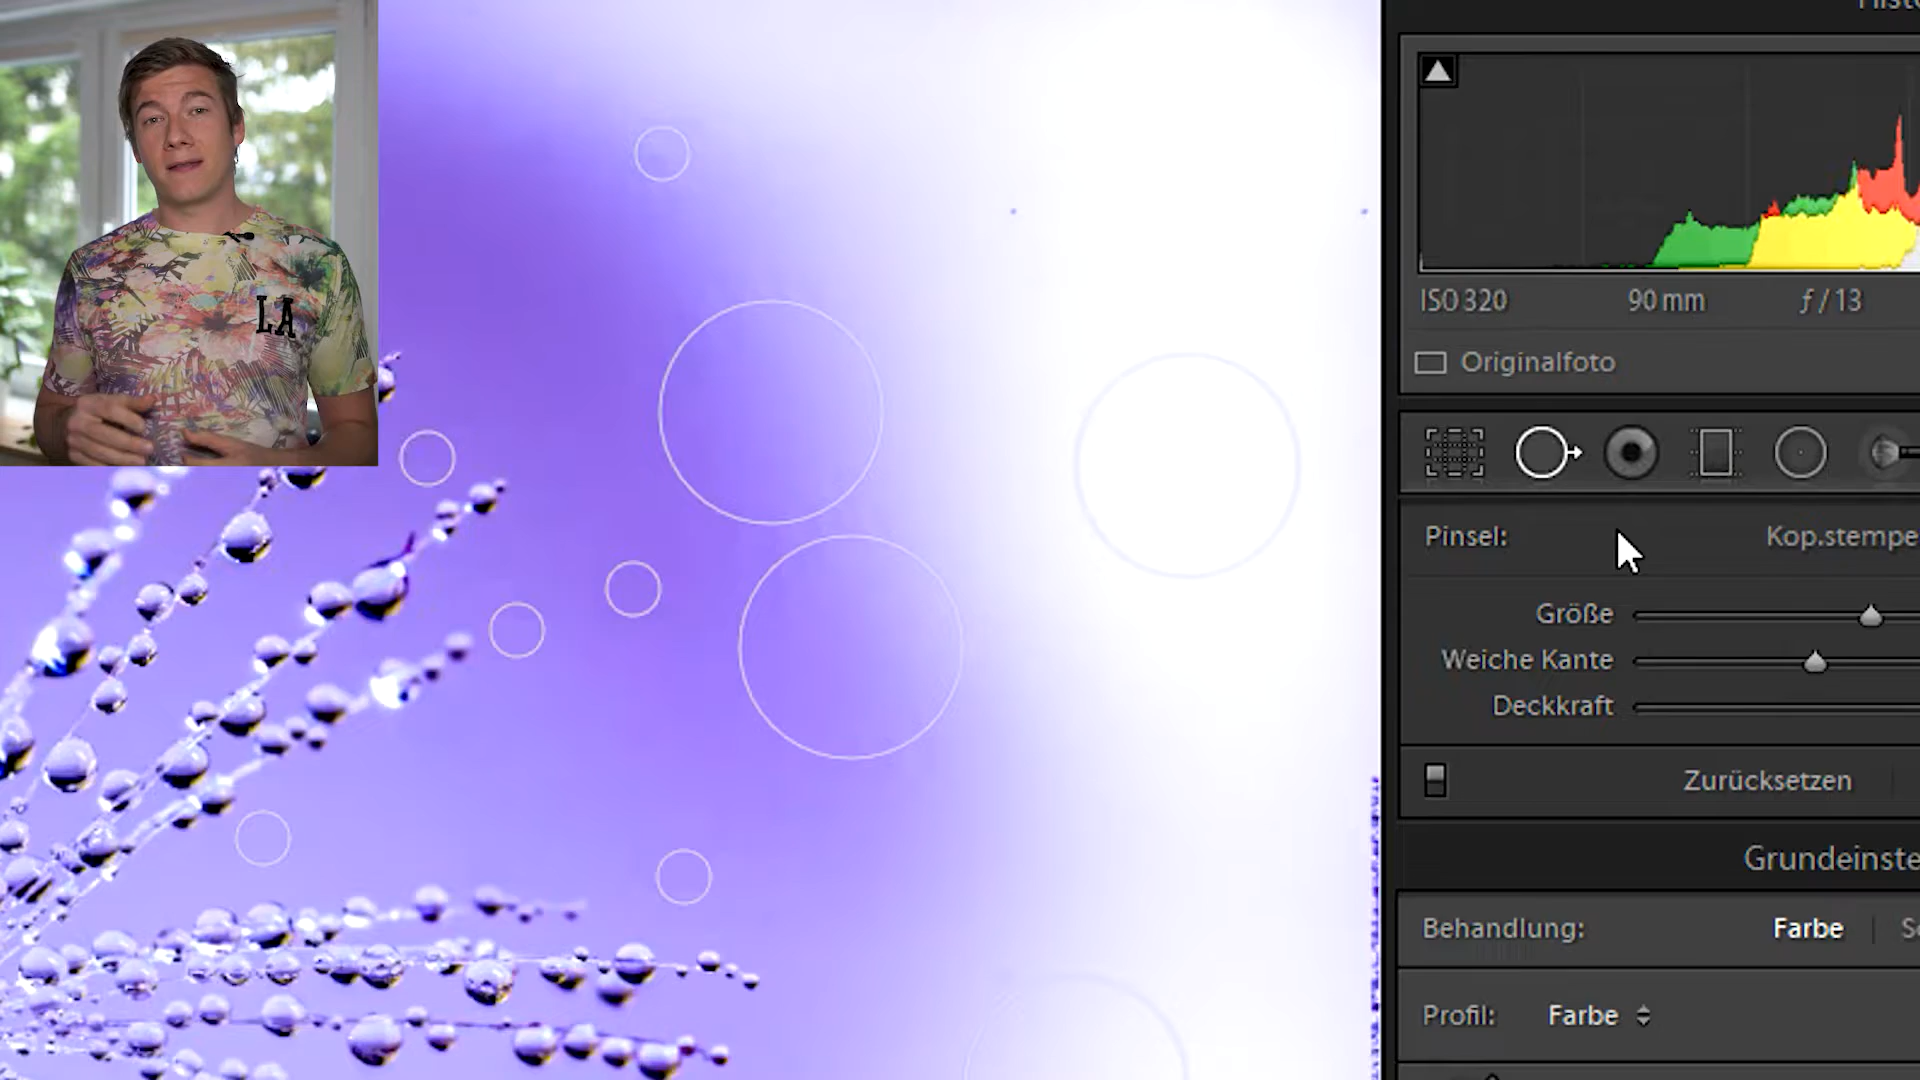 LA
ISO 320 90 mm ƒ / 13
Originalfoto
Pinsel: Kop.stempe
Größe
Weiche Kante
Deckkraft
Zurücksetzen
Grundeinste
Behandlung: Farbe
Profil: Farbe